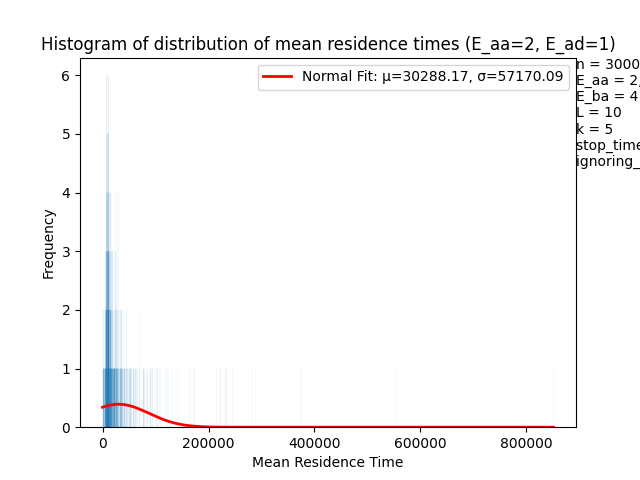 Histogram of distribution of mean residence times (E_aa=2, E_ad=1)
Normal Fit: μ=30288.17, σ=57170.09
n = 3000
E_aa = 2,
E_ba = 4
L = 10
k = 5
stop_time
ignoring_
Frequency
6
5
4
3
2
1
0
0 200000 400000 600000 800000
Mean Residence Time